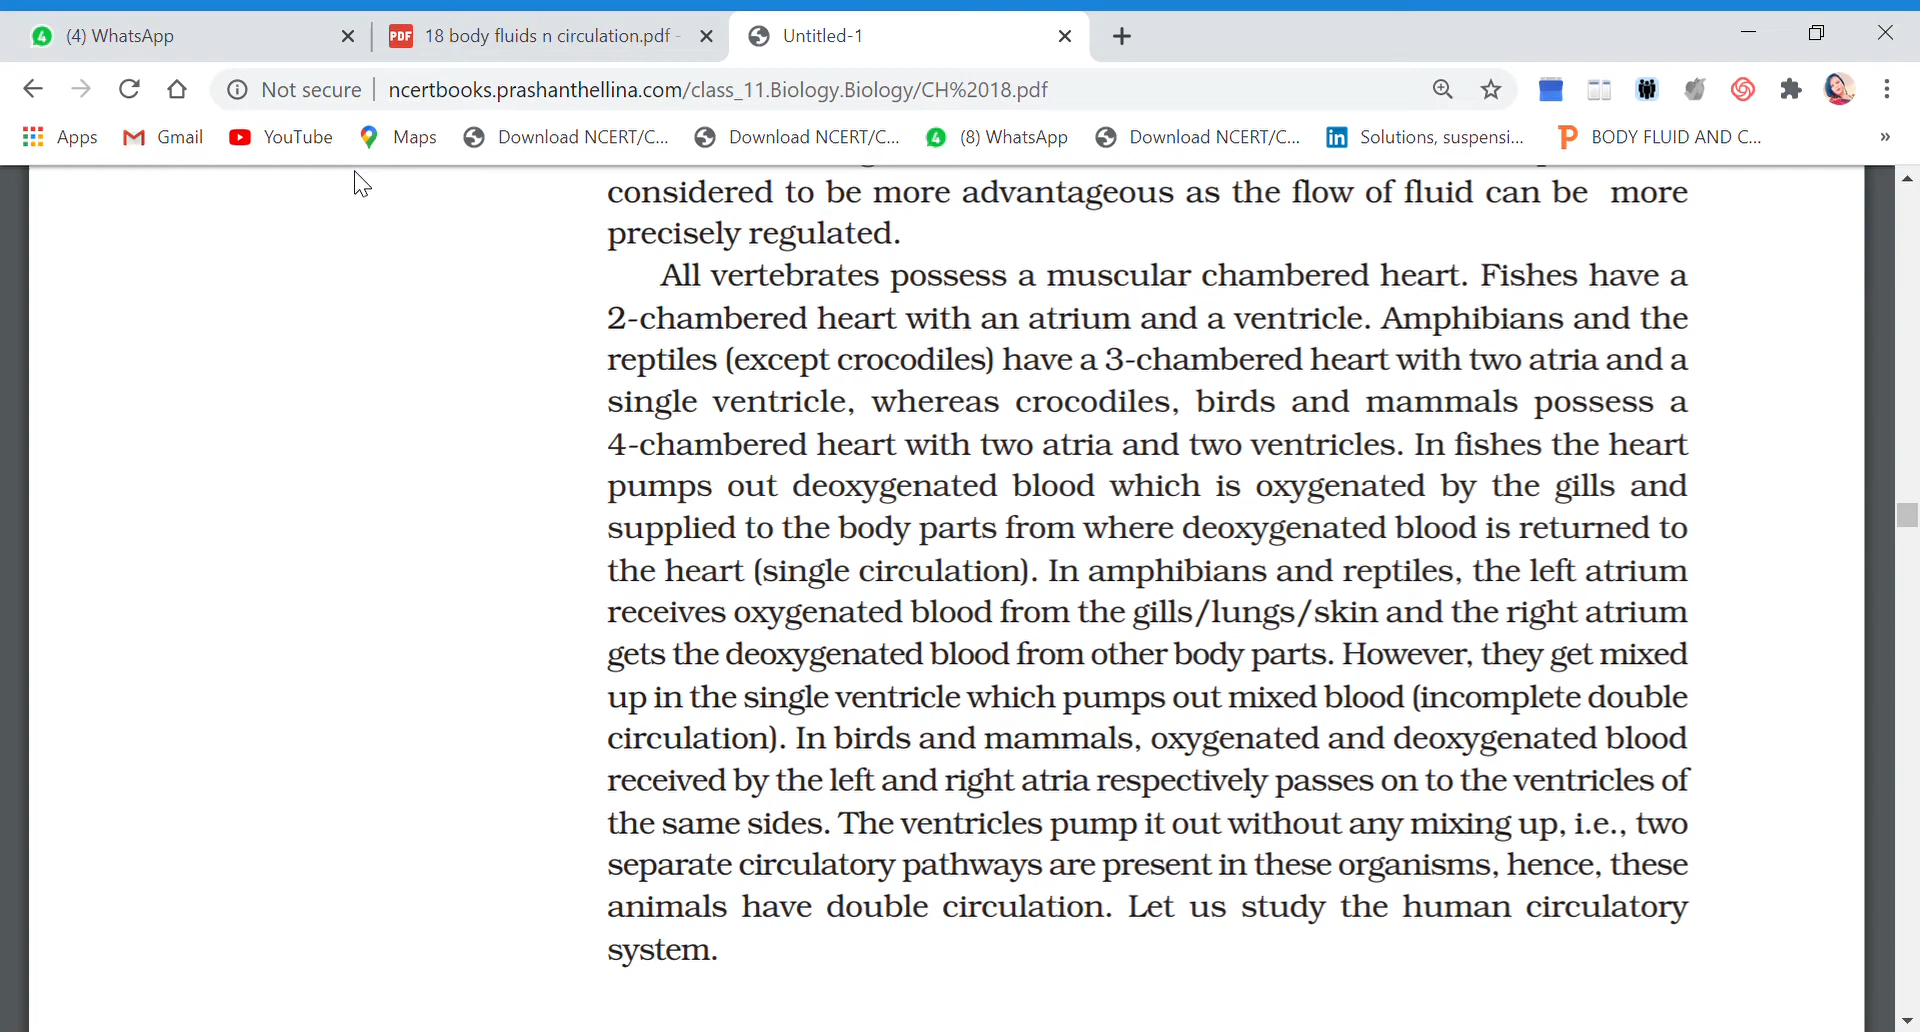 (4) WhatsApp
18 body fluids n circulation.pdf -
Untitled-1
Not secure
ncertbooks.prashanthellina.com/class_11.Biology.Biology/CH%2018.pdf
Apps
Gmail
YouTube
Maps
Download NCERT/C...
Download NCERT/C...
(8) WhatsApp
Download NCERT/C...
Solutions, suspensi...
BODY FLUID AND C...
»
considered to be more advantageous as the flow of fluid can be more
precisely regulated.
All vertebrates possess a muscular chambered heart. Fishes have a
2-chambered heart with an atrium and a ventricle. Amphibians and the
reptiles (except crocodiles) have a 3-chambered heart with two atria and a
single ventricle, whereas crocodiles, birds and mammals possess a
4-chambered heart with two atria and two ventricles. In fishes the heart
pumps out deoxygenated blood which is oxygenated by the gills and
supplied to the body parts from where deoxygenated blood is returned to
the heart (single circulation). In amphibians and reptiles, the left atrium
receives oxygenated blood from the gills/lungs/skin and the right atrium
gets the deoxygenated blood from other body parts. However, they get mixed
up in the single ventricle which pumps out mixed blood (incomplete double
circulation). In birds and mammals, oxygenated and deoxygenated blood
received by the left and right atria respectively passes on to the ventricles of
the same sides. The ventricles pump it out without any mixing up, i.e., two
separate circulatory pathways are present in these organisms, hence, these
animals have double circulation. Let us study the human circulatory
system.